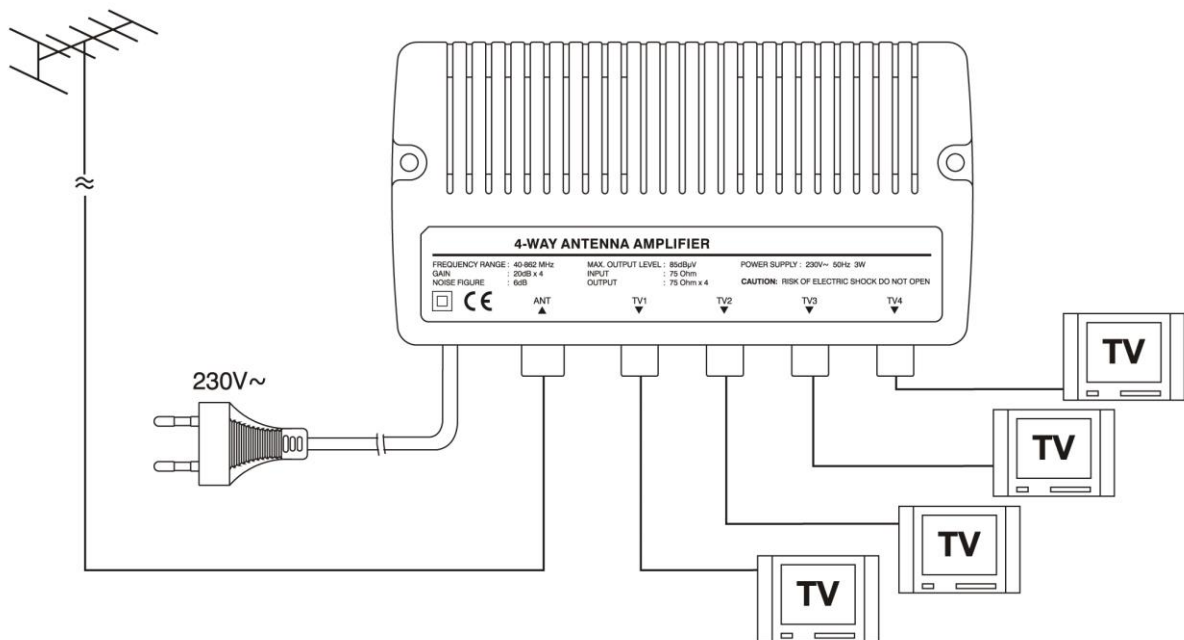 4-WAY ANTENNA AMPLIFIER
FREQUENCY RANGE : 40-862 MHz
GAIN : 20dB x 4
NOISE FIGURE : 6dB
MAX. OUTPUT LEVEL : 85dBµV
INPUT : 75 Ohm
OUTPUT : 75 Ohm x 4
POWER SUPPLY : 230V~ 50Hz 3W
CAUTION: RISK OF ELECTRIC SHOCK DO NOT OPEN
CE
ANT
TV1
TV2
TV3
TV4
230V~
TV
TV
TV
TV